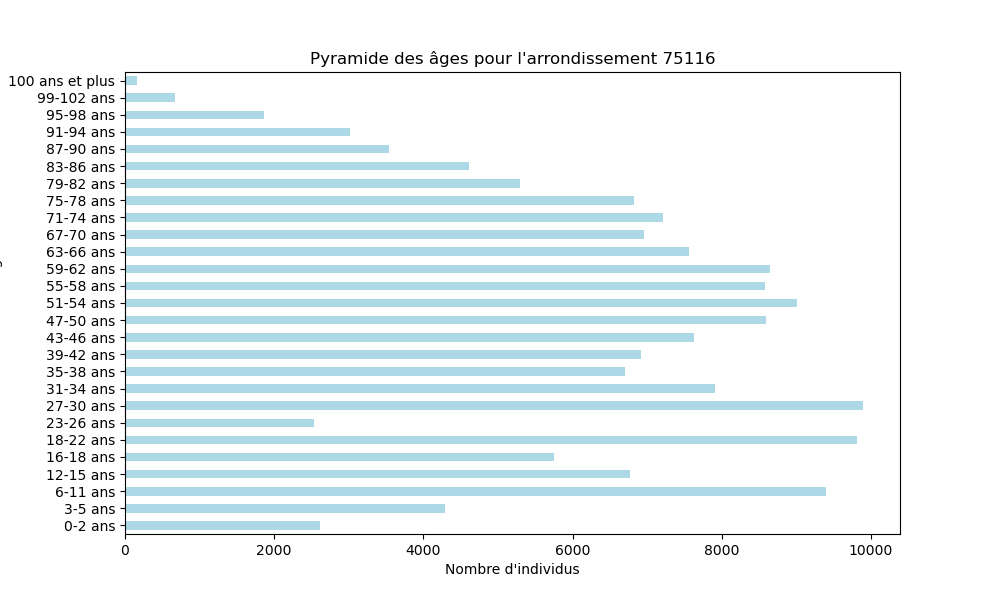 Pyramide des âges pour l'arrondissement 75116
100 ans et plus
99-102 ans
95-98 ans
91-94 ans
87-90 ans
83-86 ans
79-82 ans
75-78 ans
71-74 ans
67-70 ans
63-66 ans
59-62 ans
55-58 ans
51-54 ans
47-50 ans
43-46 ans
39-42 ans
35-38 ans
31-34 ans
27-30 ans
23-26 ans
18-22 ans
16-18 ans
12-15 ans
6-11 ans
3-5 ans
0-2 ans
0 2000 4000 6000 8000 10000
Nombre d'individus